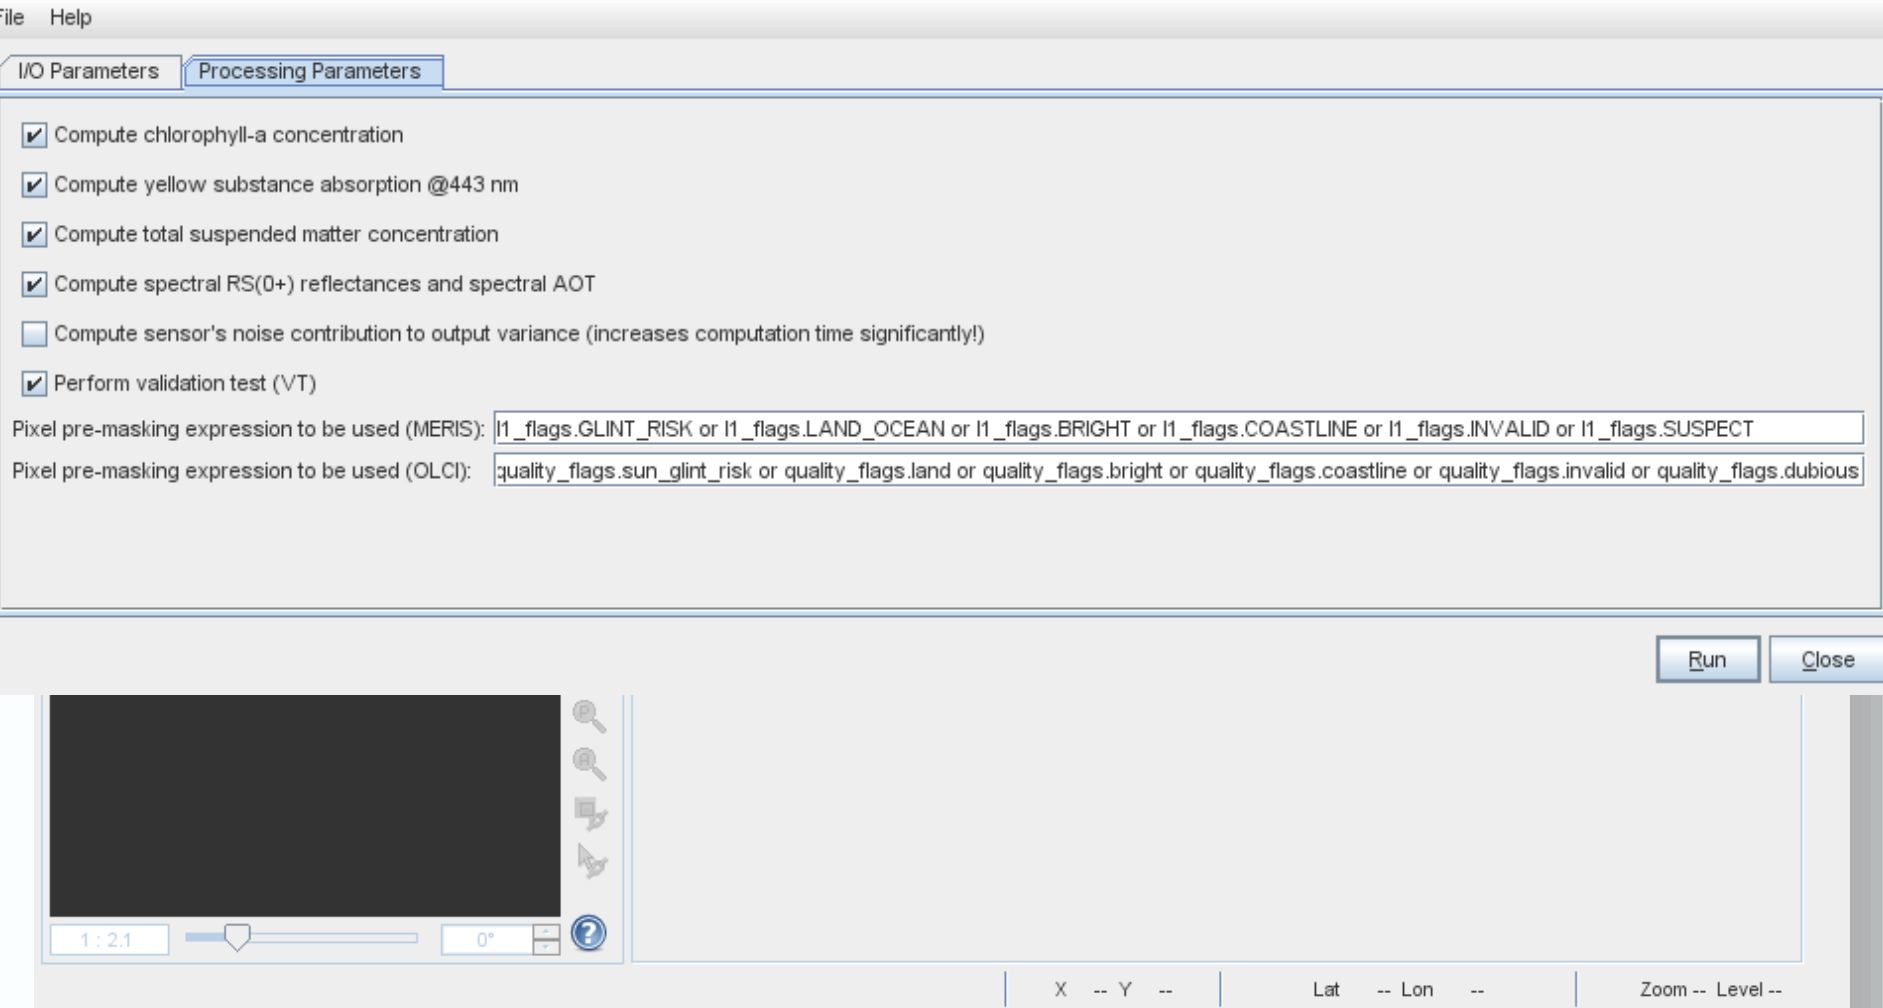 File Help
I/O Parameters Processing Parameters
Compute chlorophyll-a concentration
Compute yellow substance absorption @443 nm
Compute total suspended matter concentration
Compute spectral RS(0+) reflectances and spectral AOT
Compute sensor's noise contribution to output variance (increases computation time significantly!)
Perform validation test (VT)
Pixel pre-masking expression to be used (MERIS): l1_flags.GLINT_RISK or l1_flags.LAND_OCEAN or l1_flags.BRIGHT or l1_flags.COASTLINE or l1_flags.INVALID or l1_flags.SUSPECT
Pixel pre-masking expression to be used (OLCI): quality_flags.sun_glint_risk or quality_flags.land or quality_flags.bright or quality_flags.coastline or quality_flags.invalid or quality_flags.dubious
Run Close
P
A
1 : 2.1 0° ?
X -- Y -- Lat -- Lon -- Zoom -- Level --